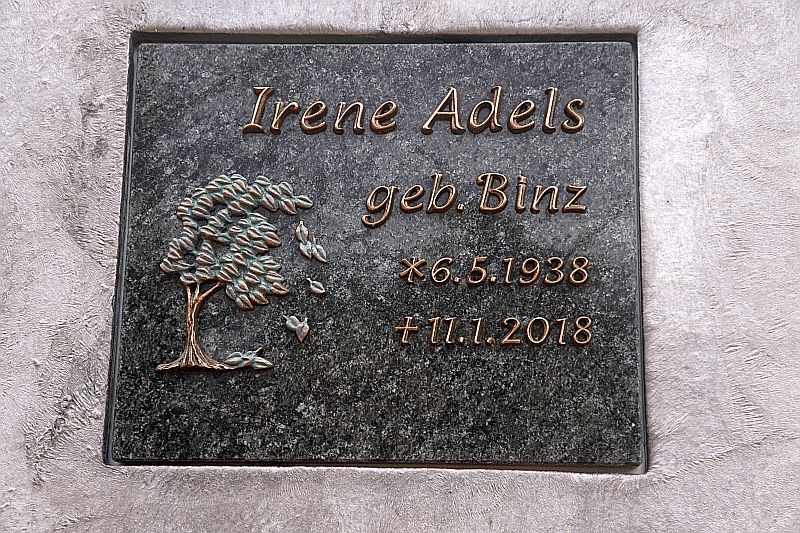 Irene Adels
geb. Binz
*6.5.1938
†11.1.2018